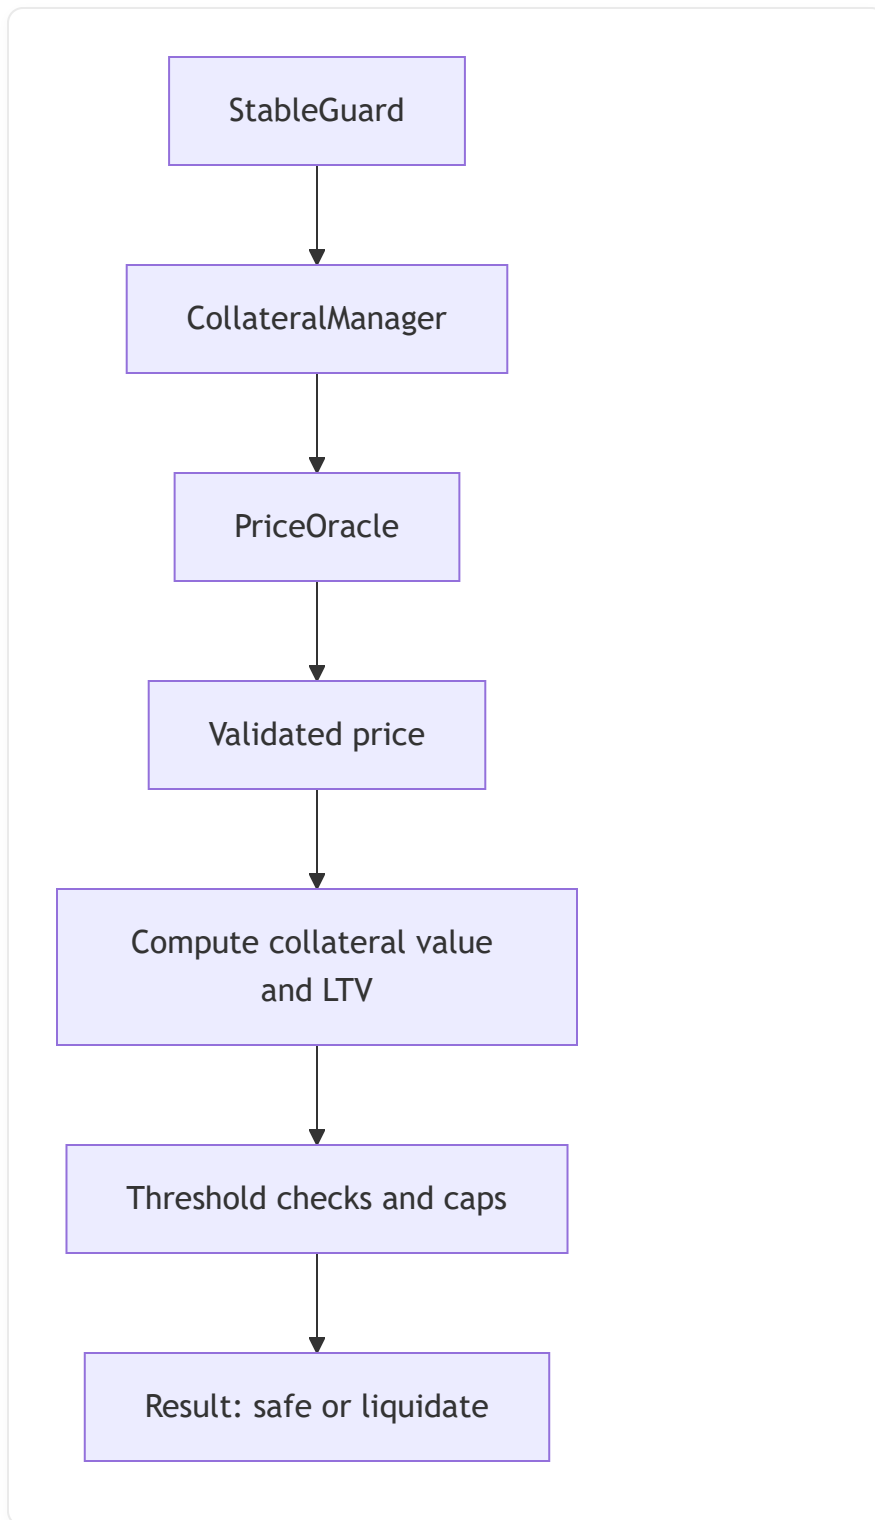 StableGuard
CollateralManager
PriceOracle
Validated price
Compute collateral value
and LTV
Threshold checks and caps
Result: safe or liquidate